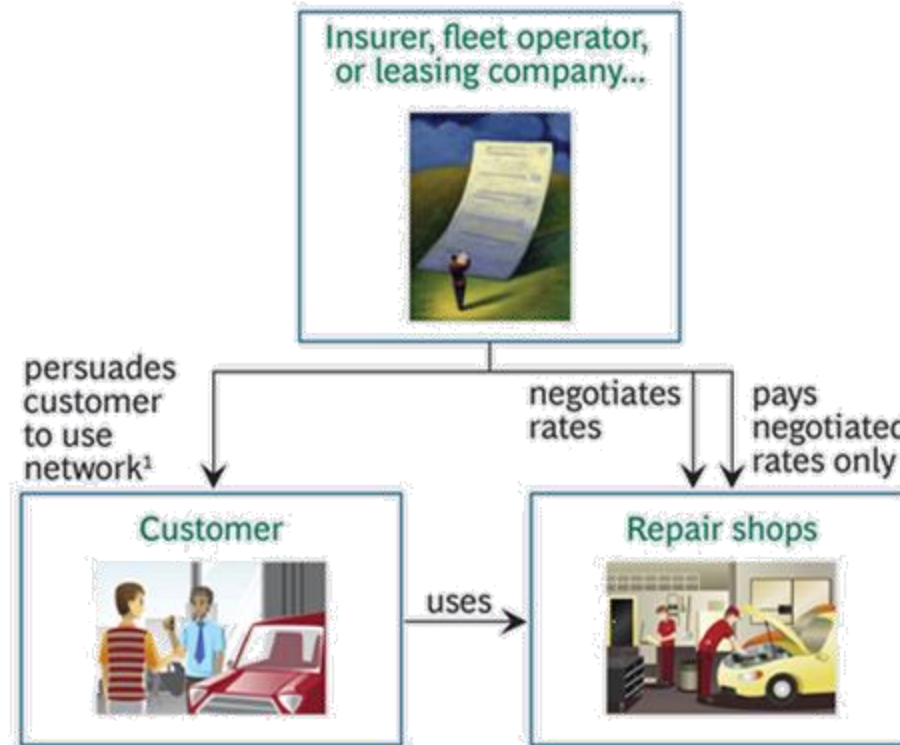 Insurer, fleet operator,
or leasing company...
persuades
customer
to use
network¹
negotiates
rates
pays
negotiated
rates only
Customer
uses
Repair shops